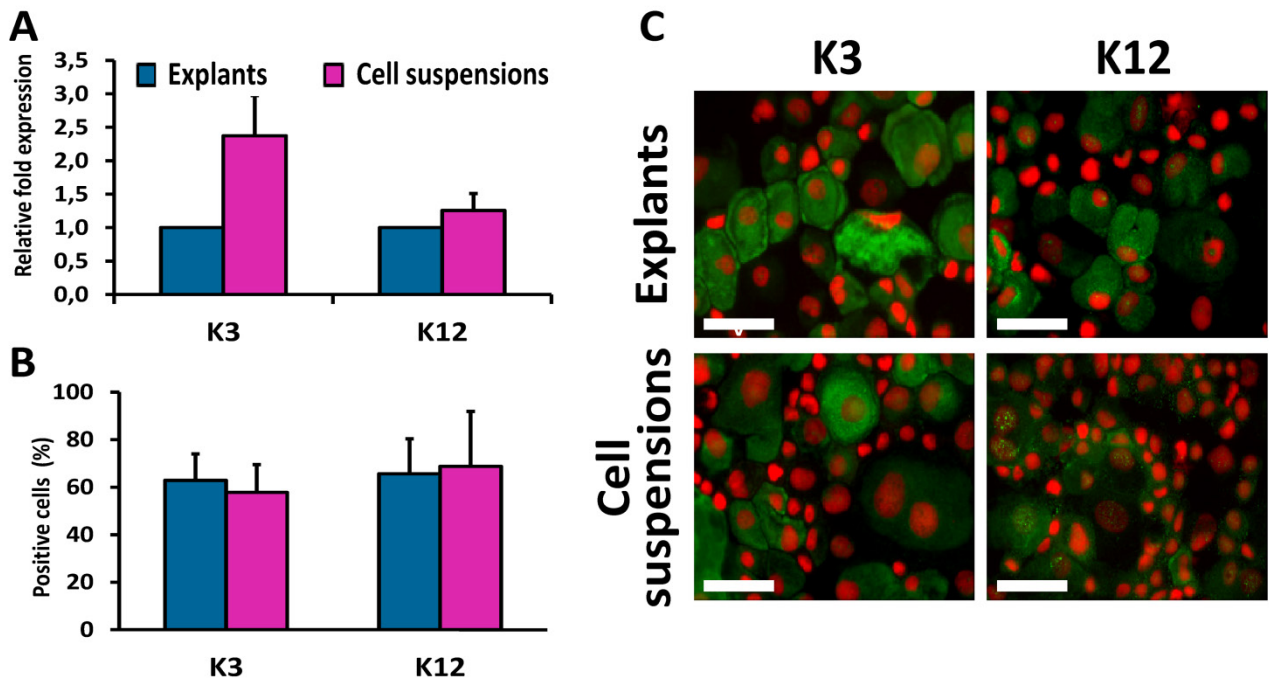 A
Relative fold expression
3,5
3,0
2,5
2,0
1,5
1,0
0,5
0,0
Explants
Cell suspensions
K3
K12
B
Positive cells (%)
100
80
60
40
20
0
K3
K12
C
K3
K12
Explants
Cell
suspensions